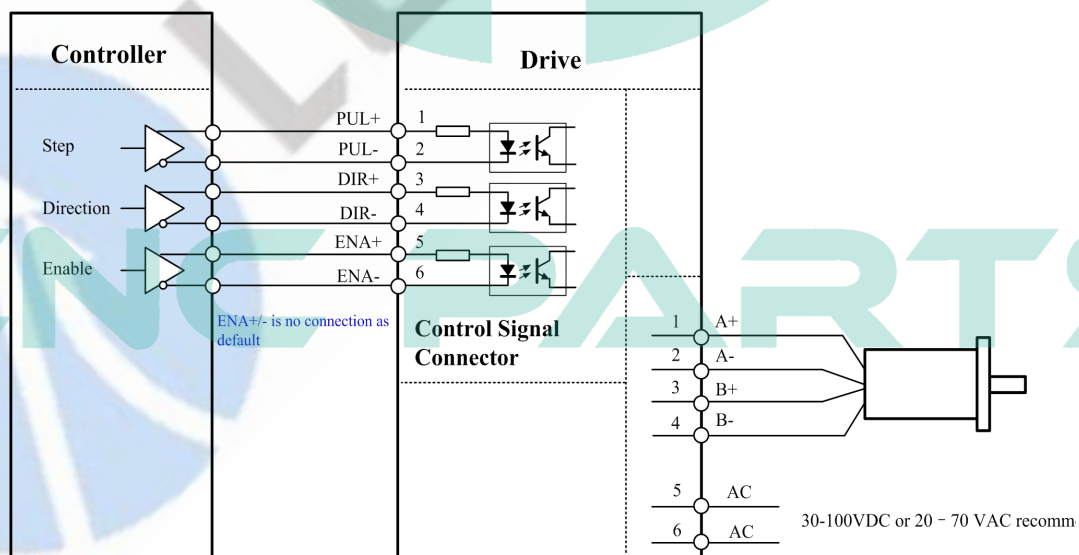 Controller
Drive
Step
Direction
Enable
PUL+
PUL-
DIR+
DIR-
ENA+
ENA-
1
2
3
4
5
6
ENA+/- is no connection as
default
Control Signal
Connector
1 A+
2 A-
3 B+
4 B-
5 AC
6 AC
30-100VDC or 20 - 70 VAC
CNC PARTS